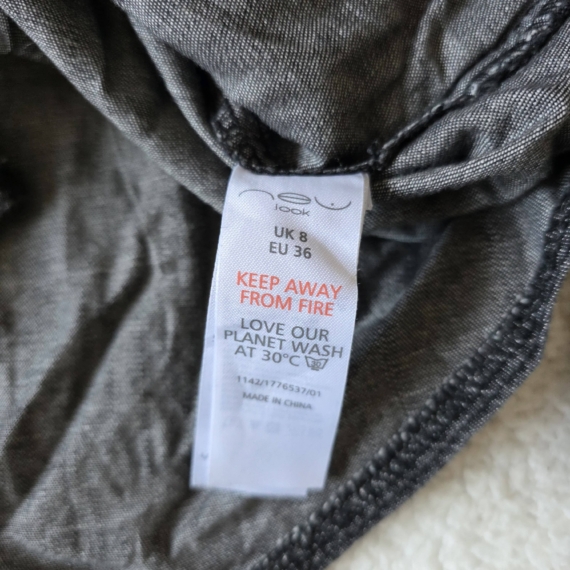 new
look
UK 8
EU 36
KEEP AWAY
FROM FIRE
LOVE OUR
PLANET WASH
AT 30°C
1142/1776537/01
MADE IN CHINA